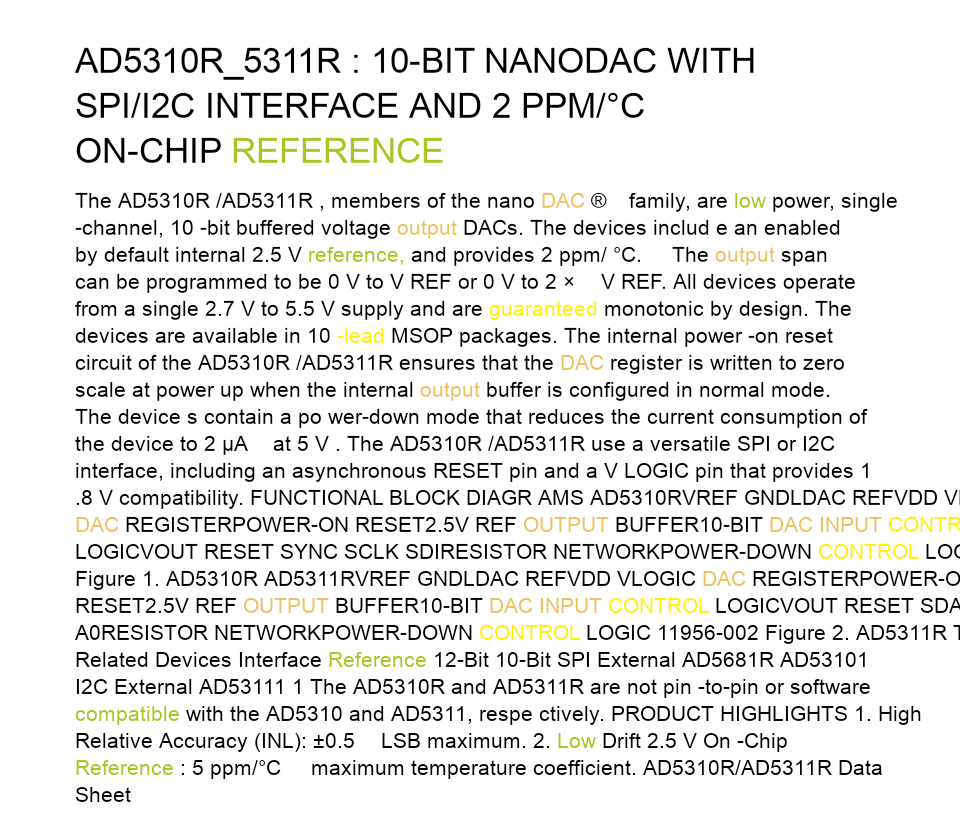 AD5310R_5311R : 10-BIT NANODAC WITH
SPI/I2C INTERFACE AND 2 PPM/°C
ON-CHIP REFERENCE
The AD5310R /AD5311R , members of the nano DAC ® family, are low power, single
-channel, 10 -bit buffered voltage output DACs. The devices includ e an enabled
by default internal 2.5 V reference, and provides 2 ppm/ °C. The output span
can be programmed to be 0 V to V REF or 0 V to 2 × V REF. All devices operate
from a single 2.7 V to 5.5 V supply and are guaranteed monotonic by design. The
devices are available in 10 -lead MSOP packages. The internal power -on reset
circuit of the AD5310R /AD5311R ensures that the DAC register is written to zero
scale at power up when the internal output buffer is configured in normal mode.
The device s contain a po wer-down mode that reduces the current consumption of
the device to 2 µA at 5 V . The AD5310R /AD5311R use a versatile SPI or I2C
interface, including an asynchronous RESET pin and a V LOGIC pin that provides 1
.8 V compatibility. FUNCTIONAL BLOCK DIAGR AMS AD5310RVREF GNDLDAC REFVDD
DAC REGISTERPOWER-ON RESET2.5V REF OUTPUT BUFFER10-BIT DAC INPUT CONTR
LOGICVOUT RESET SYNC SCLK SDIRESISTOR NETWORKPOWER-DOWN CONTROL
Figure 1. AD5310R AD5311RVREF GNDLDAC REFVDD VLOGIC DAC REGISTERPOWER-O
RESET2.5V REF OUTPUT BUFFER10-BIT DAC INPUT CONTROL LOGICVOUT RESET SDA
A0RESISTOR NETWORKPOWER-DOWN CONTROL LOGIC 11956-002 Figure 2. AD5311R
Related Devices Interface Reference 12-Bit 10-Bit SPI External AD5681R AD53101
I2C External AD53111 1 The AD5310R and AD5311R are not pin -to-pin or software
compatible with the AD5310 and AD5311, respe ctively. PRODUCT HIGHLIGHTS 1. High
Relative Accuracy (INL): ±0.5 LSB maximum. 2. Low Drift 2.5 V On -Chip
Reference : 5 ppm/°C maximum temperature coefficient. AD5310R/AD5311R Data
Sheet